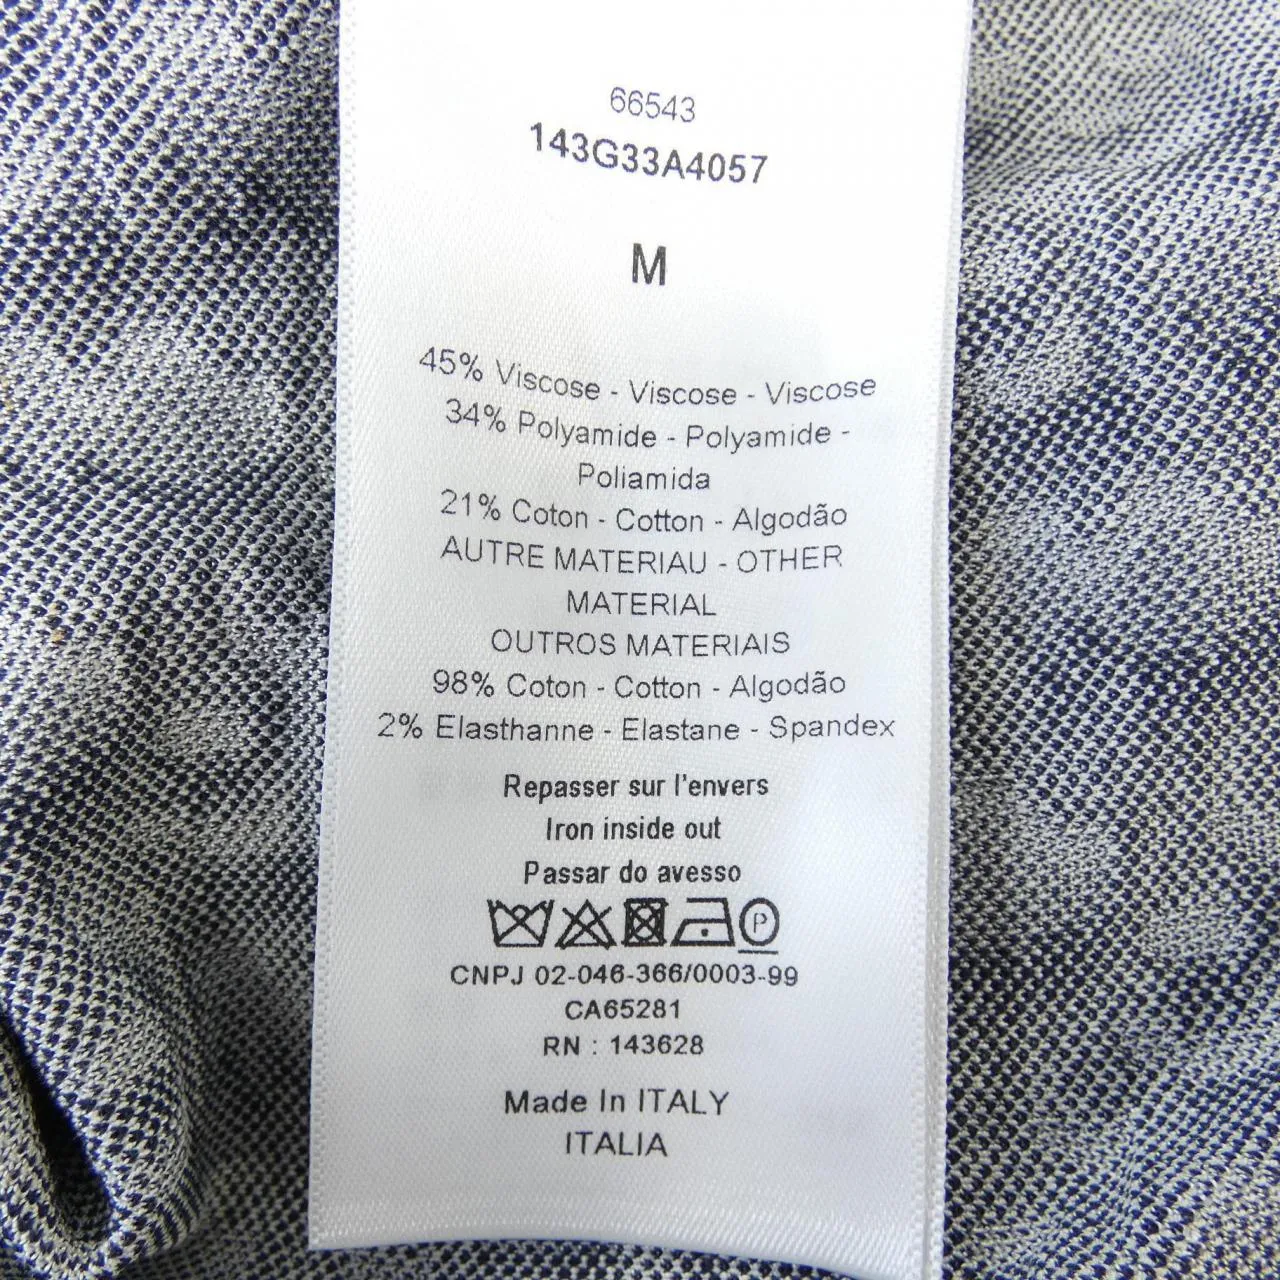 66543
143G33A4057
M
45% Viscose - Viscose - Viscose
34% Polyamide - Polyamide -
Poliamida
21% Coton - Cotton - Algodão
AUTRE MATERIAU - OTHER
MATERIAL
OUTROS MATERIAIS
98% Coton - Cotton - Algodão
2% Elasthanne - Elastane - Spandex
Repasser sur l'envers
Iron inside out
Passar do avesso
P
CNPJ 02-046-366/0003-99
CA65281
RN : 143628
Made In ITALY
ITALIA